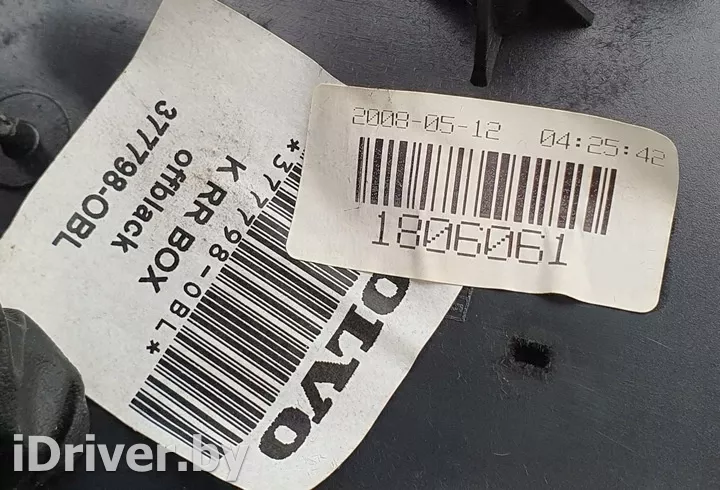 2008-05-12 04:25:42
1806061
VOLVO
*377798-OBL*
K RR BOX
offblack
377798-OBL
iDriver.by